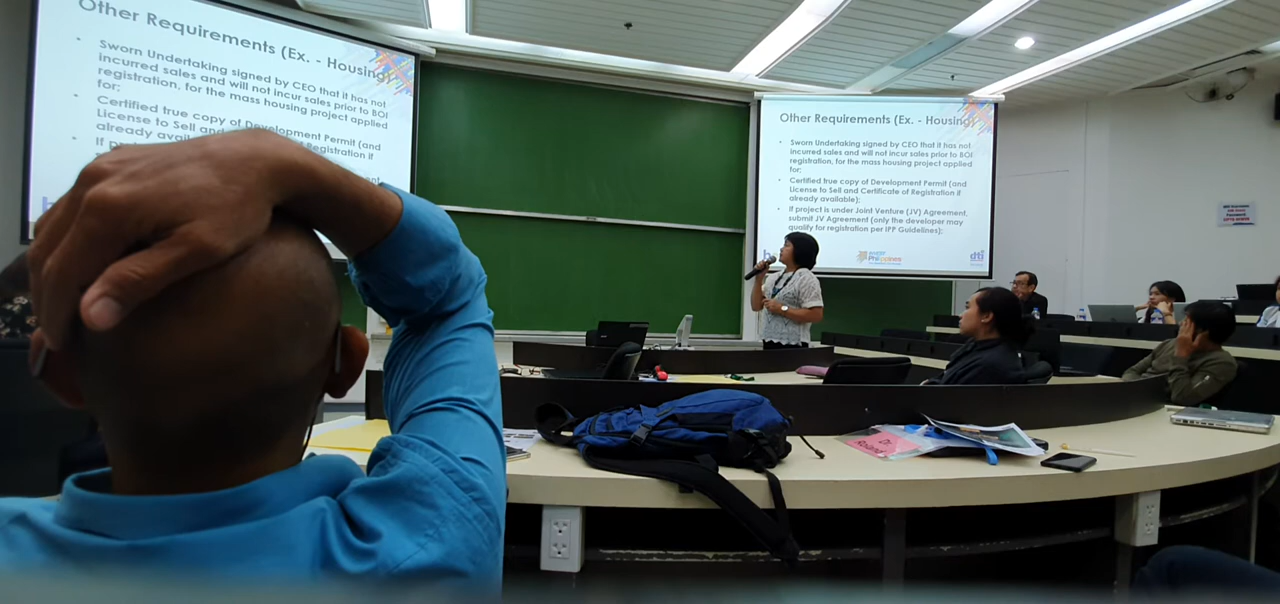 Other Requirements (Ex. - Housing)
• Sworn Undertaking signed by CEO that it has not
incurred sales and will not incur sales prior to BOI
registration, for the mass housing project applied
for;
• Certified true copy of Development Permit (and
License to Sell and
Registration if
already
• If
Other Requirements (Ex. - Housing)
• Sworn Undertaking signed by CEO that it has not
incurred sales and will not incur sales prior to BOI
registration, for the mass housing project applied
for;
• Certified true copy of Development Permit (and
License to Sell and Certificate of Registration if
already available);
• If project is under Joint Venture (JV) Agreement,
submit JV Agreement (only the developer may
qualify for registration per IPP Guidelines);
Philippines
dti
Dr.
Roland